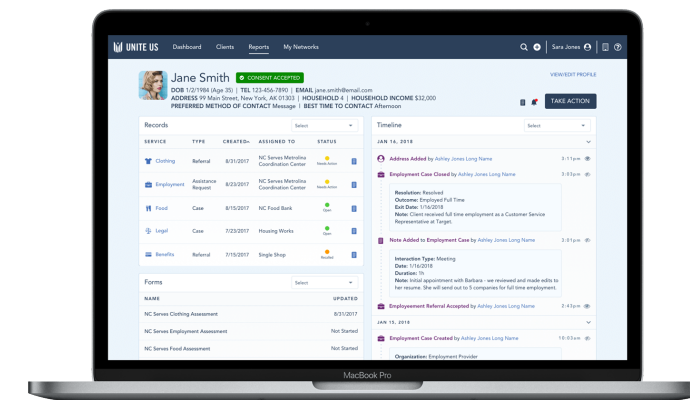 UNITE US Dashboard Clients Reports My Networks Sara Jones
Jane Smith CONSENT ACCEPTED VIEW/EDIT PROFILE
DOB 1/2/1984 (Age 35) | TEL 123-456-7890 | EMAIL jane.smith@email.com
ADDRESS 99 Main Street, New York, AK 01303 | HOUSEHOLD 4 | HOUSEHOLD INCOME $32,000
PREFERRED METHOD OF CONTACT Message | BEST TIME TO CONTACT Afternoon
TAKE ACTION
Records Select
SERVICE TYPE CREATED ASSIGNED TO STATUS
Clothing Referral 8/31/2017 NC Serves Metrolina Coordination Center Needs Action
Employment Assistance Request 8/23/2017 NC Serves Metrolina Coordination Center Needs Action
Food Case 8/15/2017 NC Food Bank Open
Legal Case 7/23/2017 Housing Works Open
Benefits Referral 7/15/2017 Single Shop Recalled
Forms Select
NAME UPDATED
NC Serves Clothing Assessment 8/31/2017
NC Serves Employment Assessment Not Started
NC Serves Food Assessment Not Started
Timeline Select
JAN 16, 2018
Address Added by Ashley Jones Long Name 3:11pm
Employment Case Closed by Ashley Jones Long Name 3:03pm
Resolution: Resolved
Outcome: Employed Full Time
Exit Date: 1/16/2018
Note: Client received full time employment as a Customer Service
Representative at Target.
Note Added to Employment Case by Ashley Jones Long Name 3:01pm
Interaction Type: Meeting
Date: 1/16/2018
Duration: 1h
Note: Initial appointment with Barbara - we reviewed and made edits to
her resume. She will send out to 5 companies for full time employment.
Employeement Referral Accepted by Ashley Jones Long Name 2:43pm
JAN 15, 2018
Employment Case Created by Ashley Jones Long Name 10:03am
Organization: Employment Provider
MacBook Pro